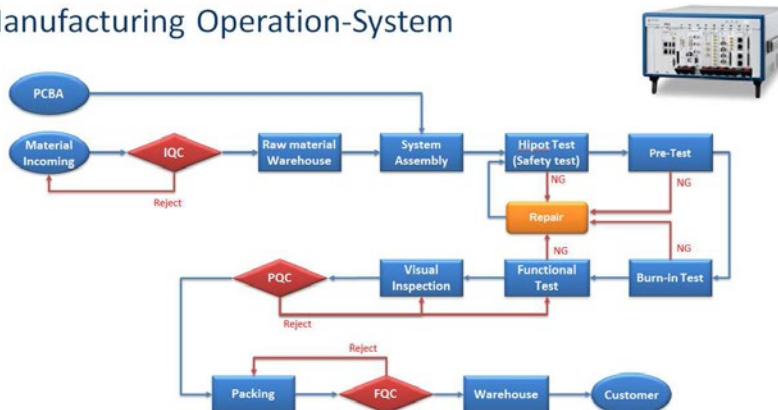 anufacturing Operation-System
PCBA
Material
Incoming
IQC
Reject
Raw material
Warehouse
System
Assembly
Hipot Test
(Safety test)
Pre-Test
NG
NG
Repair
NG
NG
PQC
Reject
Visual
Inspection
Functional
Test
Burn-in Test
Reject
Packing
FQC
Warehouse
Customer